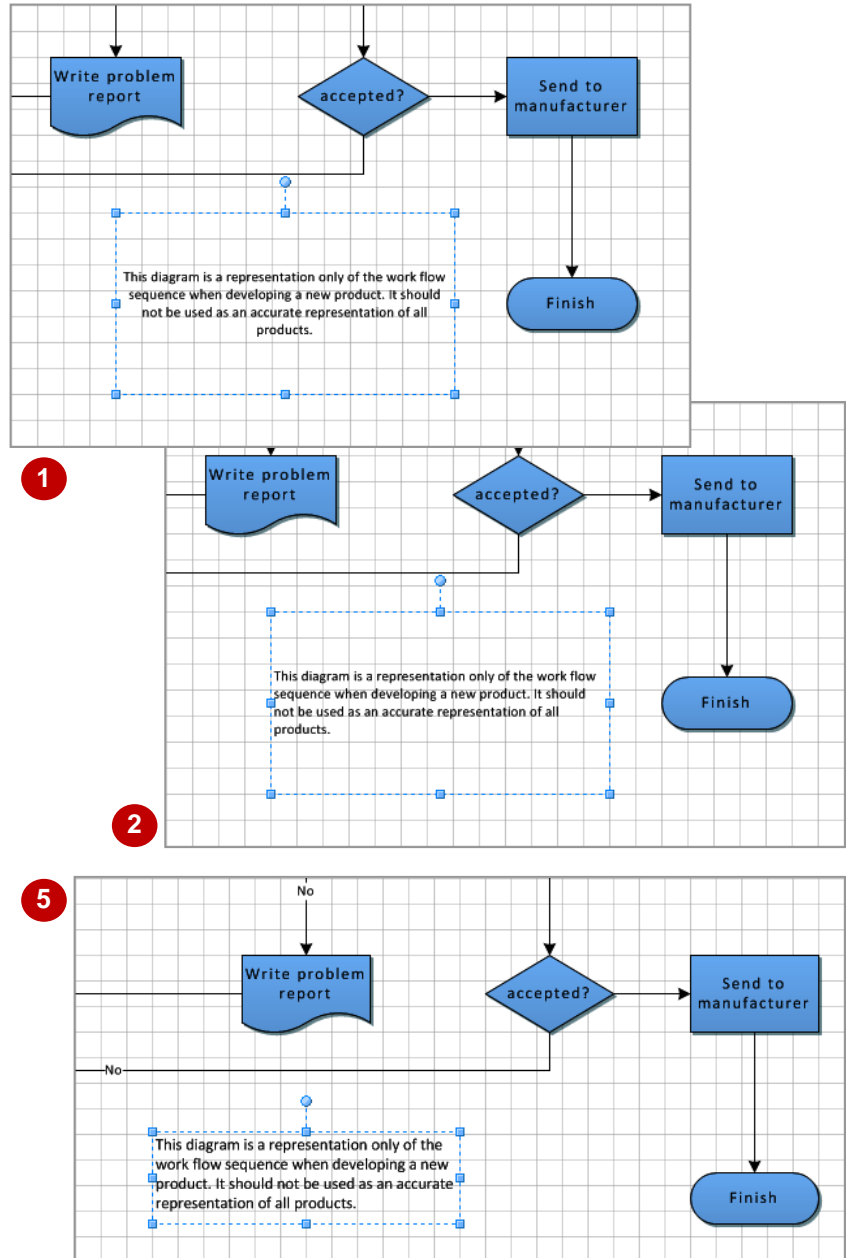 Write problem
report
accepted?
Send to
manufacturer
This diagram is a representation only of the work flow
sequence when developing a new product. It should
not be used as an accurate representation of all
products.
Finish
1
Write problem
report
accepted?
Send to
manufacturer
This diagram is a representation only of the work flow
sequence when developing a new product. It should
not be used as an accurate representation of all
products.
Finish
2
5
No
Write problem
report
accepted?
Send to
manufacturer
No
This diagram is a representation only of the
work flow sequence when developing a new
product. It should not be used as an accurate
representation of all products.
Finish